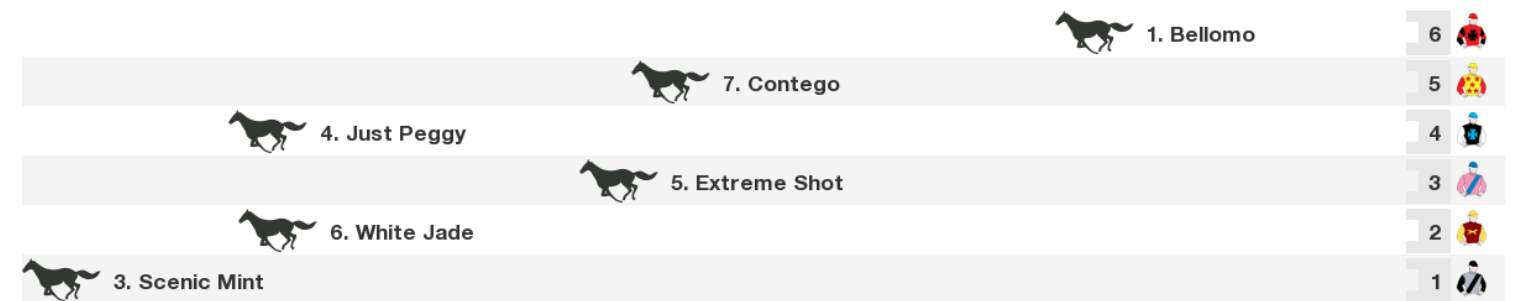 1. Bellomo 6
7. Contego 5
4. Just Peggy 4
5. Extreme Shot 3
6. White Jade 2
3. Scenic Mint 1